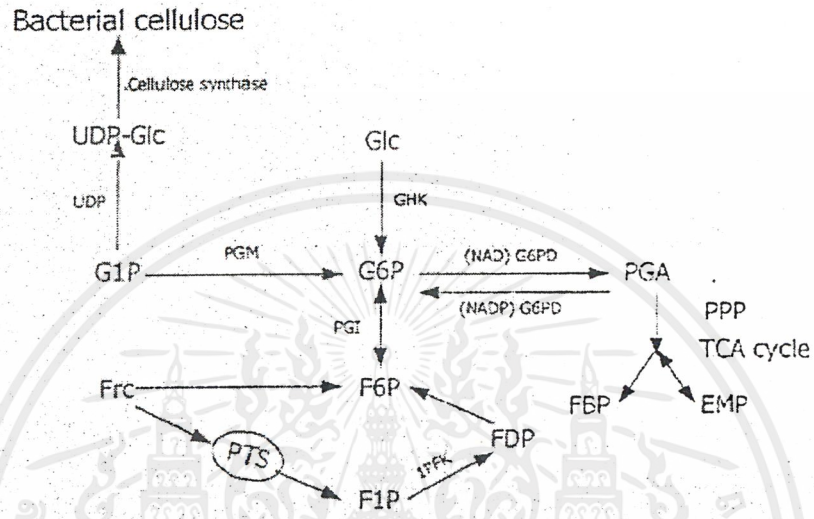 Bacterial cellulose
Cellulose synthase
UDP-Glc
Glc
UDP
GHK
G1P
PGM
G6P
(NAD) G6PD
PGA
(NADP) G6PD
PPP
PGI
TCA cycle
Frc
F6P
FBP
EMP
FDP
PTS
1PFK
F1P